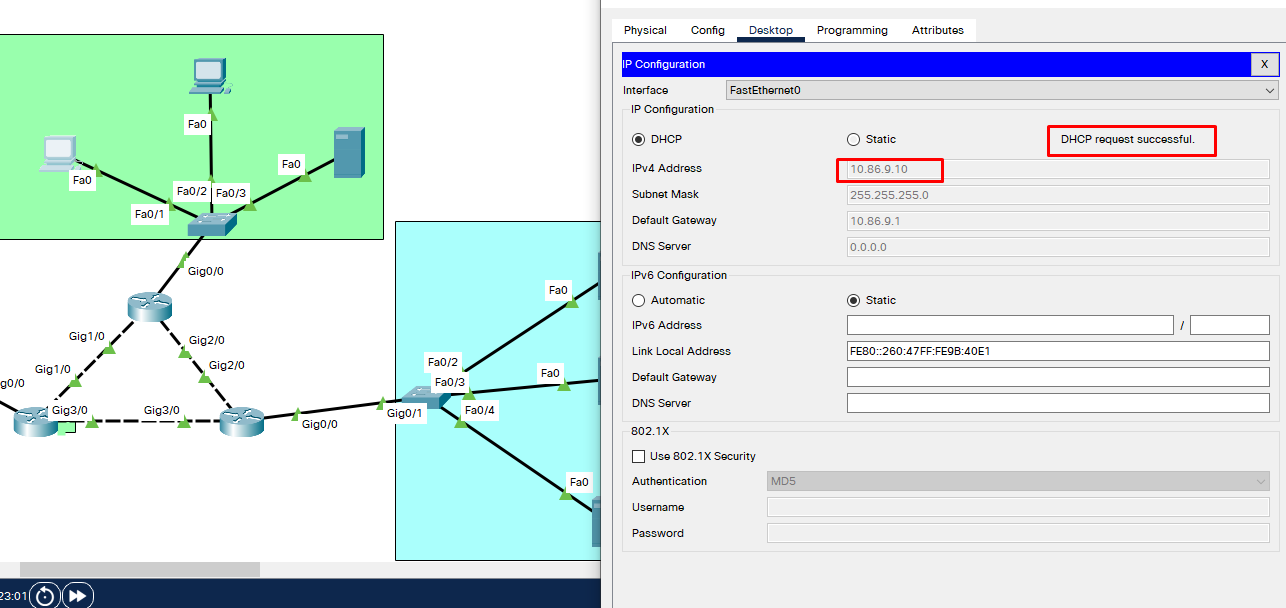 Fa0
Fa0
Fa0
Fa0/2
Fa0/3
Fa0/1
Gig0/0
Gig1/0
Gig2/0
Gig1/0
Gig2/0
g0/0
Gig3/0
Gig3/0
Gig0/0
Fa0
Fa0/2
Fa0
Fa0/3
Gig0/1
Fa0/4
Fa0
23:01
Physical Config Desktop Programming Attributes
IP Configuration X
Interface FastEthernet0
IP Configuration
DHCP Static DHCP request successful.
IPv4 Address 10.86.9.10
Subnet Mask 255.255.255.0
Default Gateway 10.86.9.1
DNS Server 0.0.0.0
IPv6 Configuration
Automatic Static
IPv6 Address /
Link Local Address FE80::260:47FF:FE9B:40E1
Default Gateway
DNS Server
802.1X
Use 802.1X Security
Authentication MD5
Username
Password